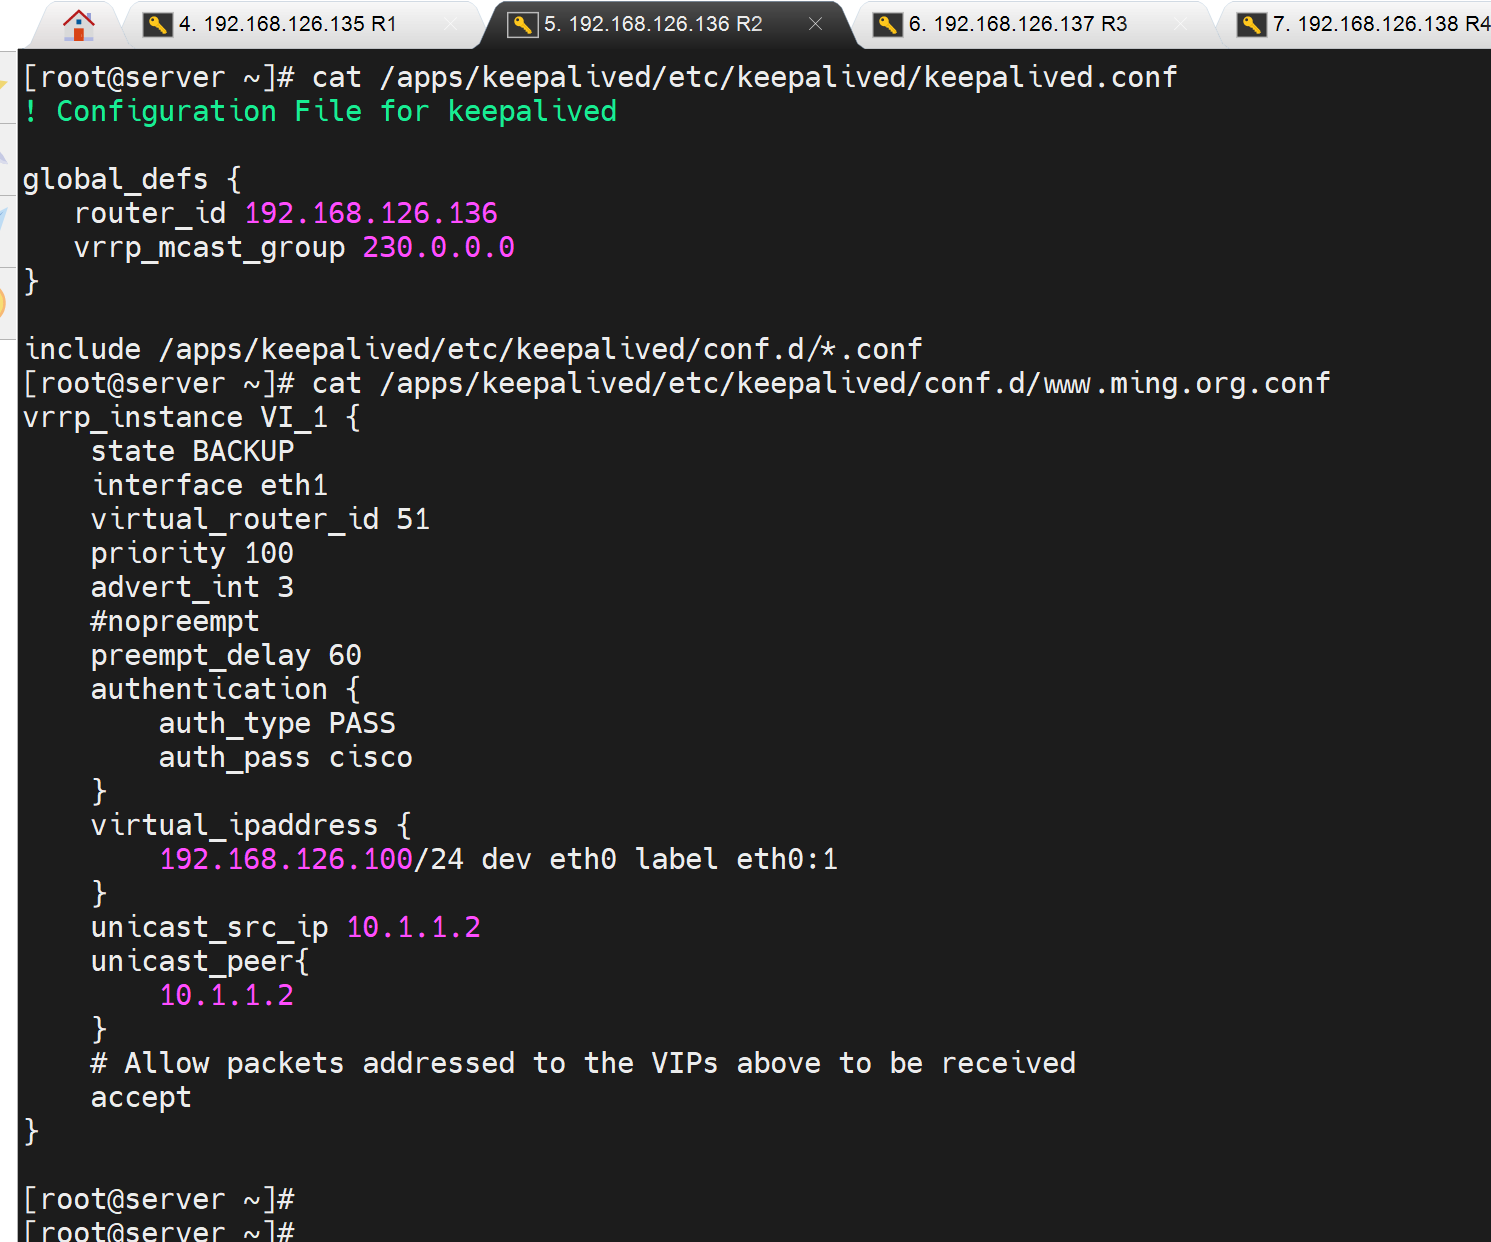 4. 192.168.126.135 R1
5. 192.168.126.136 R2
6. 192.168.126.137 R3
7. 192.168.126.138 R4
[root@server ~]# cat /apps/keepalived/etc/keepalived/keepalived.conf
! Configuration File for keepalived
global_defs {
   router_id 192.168.126.136
   vrrp_mcast_group 230.0.0.0
}
include /apps/keepalived/etc/keepalived/conf.d/*.conf
[root@server ~]# cat /apps/keepalived/etc/keepalived/conf.d/www.ming.org.conf
vrrp_instance VI_1 {
    state BACKUP
    interface eth1
    virtual_router_id 51
    priority 100
    advert_int 3
    #nopreempt
    preempt_delay 60
    authentication {
        auth_type PASS
        auth_pass cisco
    }
    virtual_ipaddress {
        192.168.126.100/24 dev eth0 label eth0:1
    }
    unicast_src_ip 10.1.1.2
    unicast_peer{
        10.1.1.2
    }
    # Allow packets addressed to the VIPs above to be received
    accept
}
[root@server ~]#
[root@server ~]#